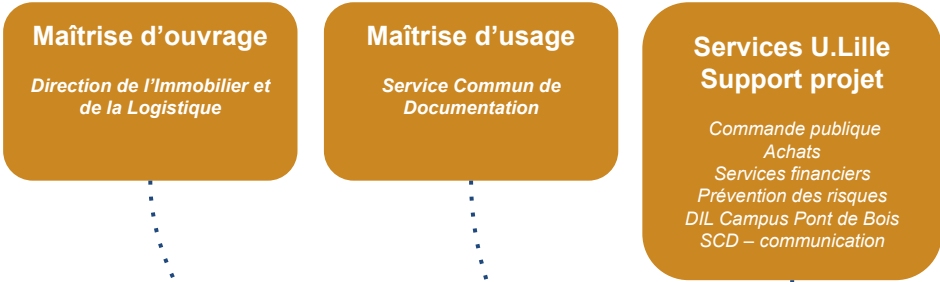 Maîtrise d’ouvrage
Direction de l’Immobilier et
de la Logistique
Maîtrise d’usage
Service Commun de
Documentation
Services U.Lille
Support projet
Commande publique
Achats
Services financiers
Prévention des risques
DIL Campus Pont de Bois
SCD – communication